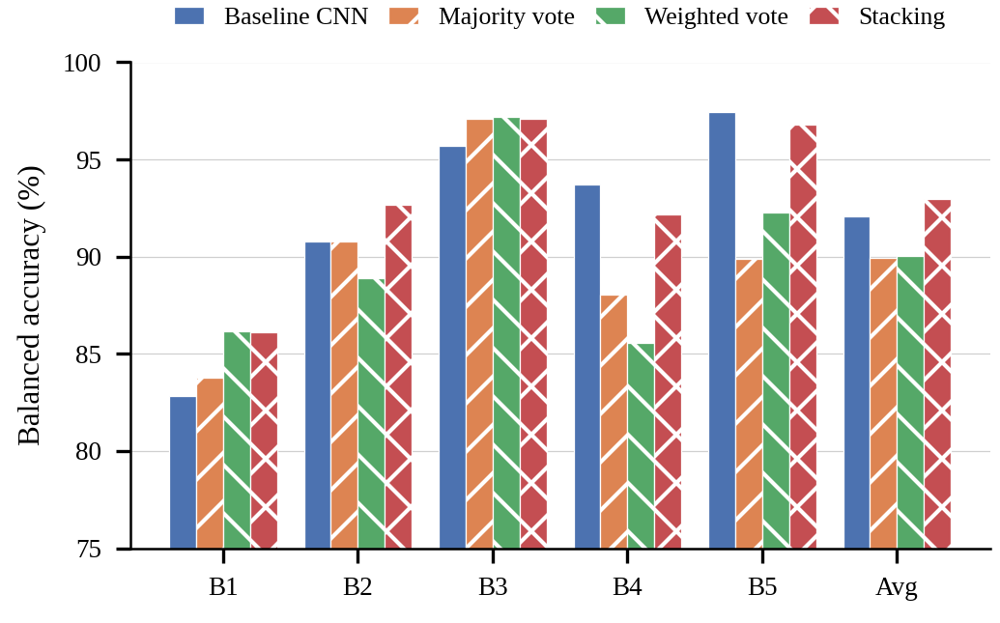 Baseline CNN Majority vote Weighted vote Stacking
100
95
90
85
80
75
Balanced accuracy (%)
B1 B2 B3 B4 B5 Avg